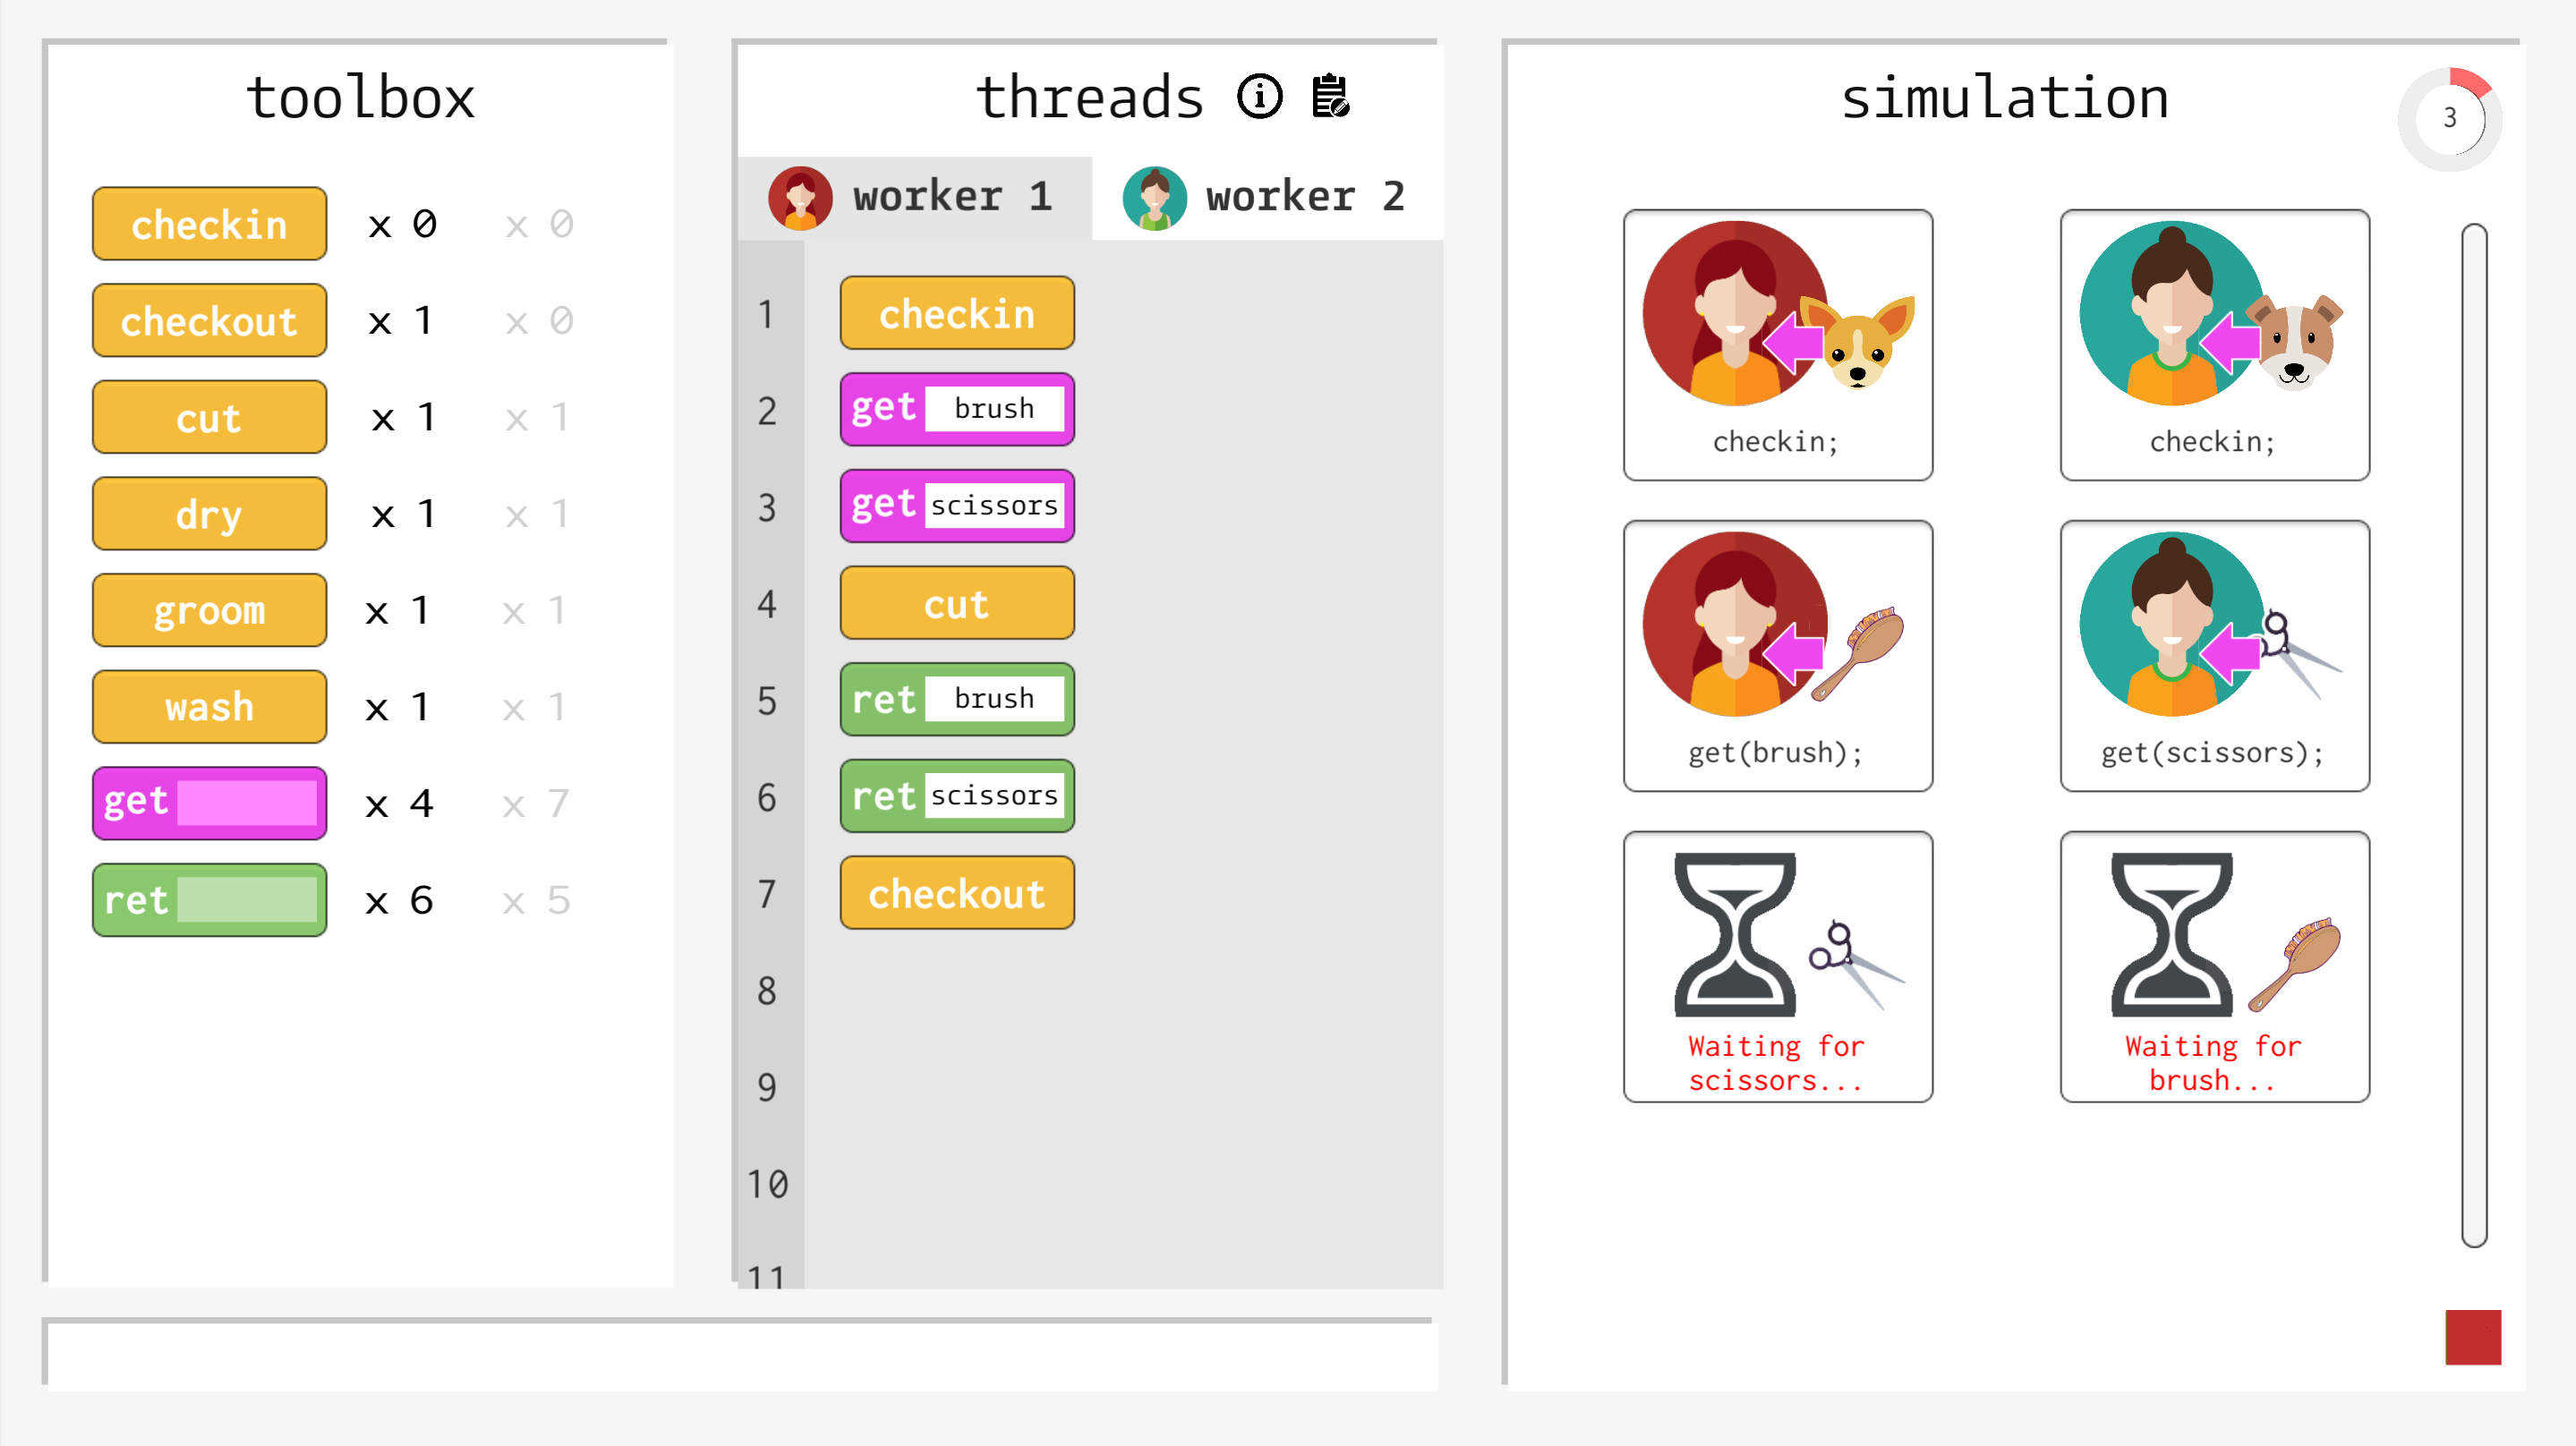 toolbox
checkin x 0 x 0
checkout x 1 x 0
cut x 1 x 1
dry x 1 x 1
groom x 1 x 1
wash x 1 x 1
get x 4 x 7
ret x 6 x 5
threads
worker 1 worker 2
1 checkin
2 get brush
3 get scissors
4 cut
5 ret brush
6 ret scissors
7 checkout
8
9
10
11
simulation
3
checkin; checkin;
get(brush); get(scissors);
Waiting for
scissors...
Waiting for
brush...